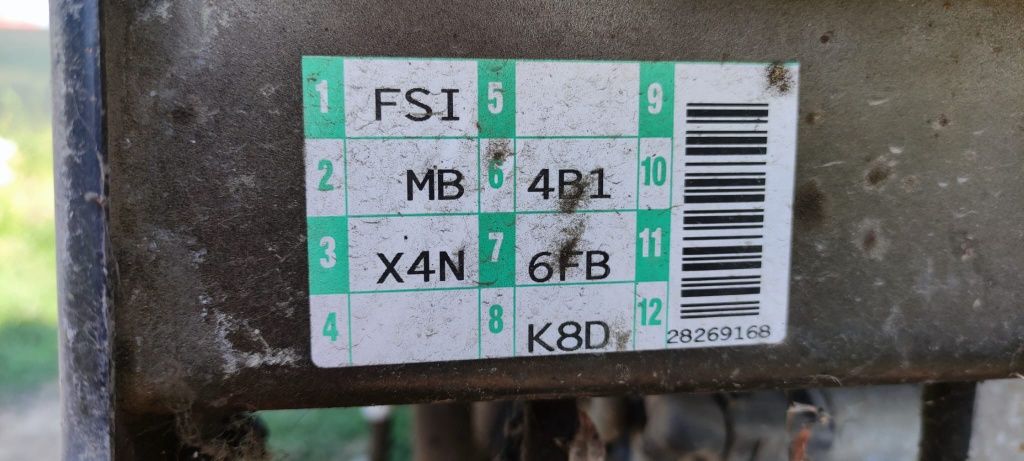 1 FSI 5 9
2 MB 6 4B1 10
3 X4N 7 6FB 11
4 8 K8D 12
28269168